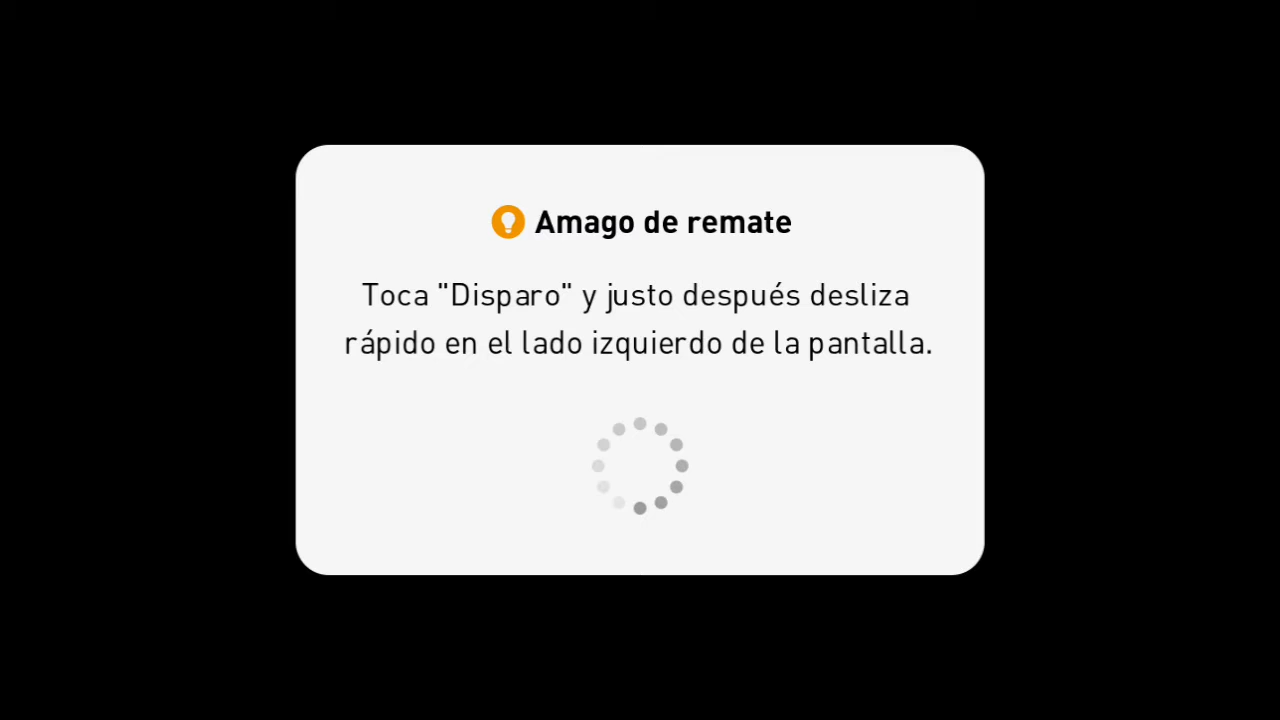 Amago de remate
Toca "Disparo" y justo después desliza
rápido en el lado izquierdo de la pantalla.